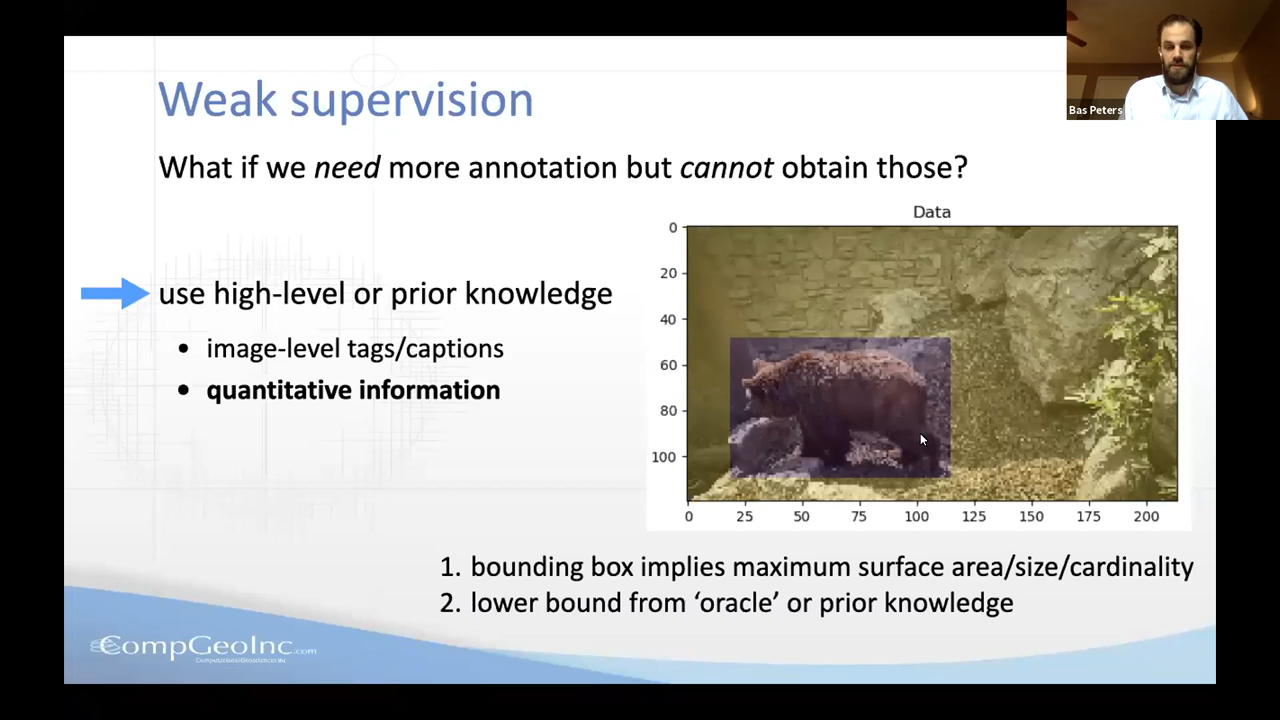 Weak supervision
Bas Peters
What if we need more annotation but cannot obtain those?
use high-level or prior knowledge
• image-level tags/captions
• quantitative information
Data
0
20
40
60
80
100
0 25 50 75 100 125 150 175 200
1. bounding box implies maximum surface area/size/cardinality
2. lower bound from ‘oracle’ or prior knowledge
CompGeoInc.com
Computational Geosciences Inc